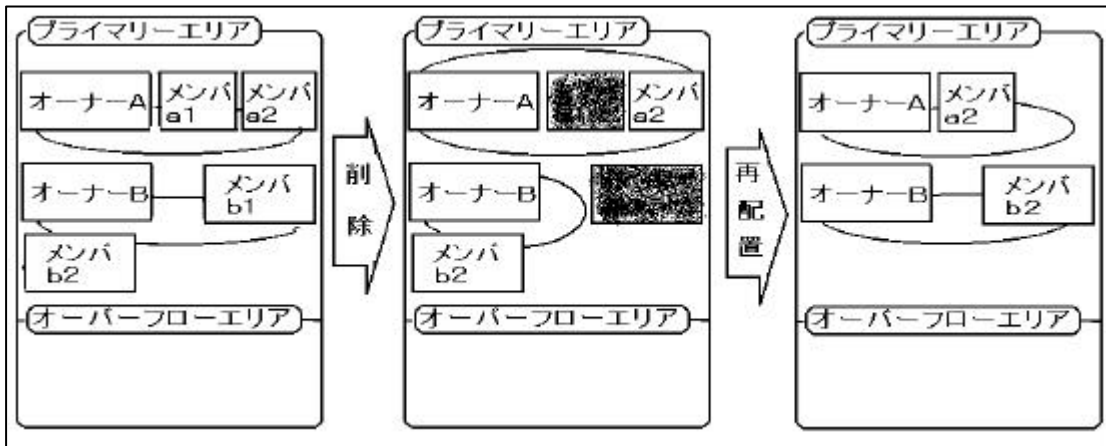 プライマリーエリア
オーナーA
メンバ
a1
メンバ
a2
オーナーB
メンバ
b1
メンバ
b2
オーバーフローエリア
削
除
プライマリーエリア
オーナーA
メンバ
a2
オーナーB
メンバ
b2
オーバーフローエリア
再
配
置
プライマリーエリア
オーナーA
メンバ
a2
オーナーB
メンバ
b2
オーバーフローエリア